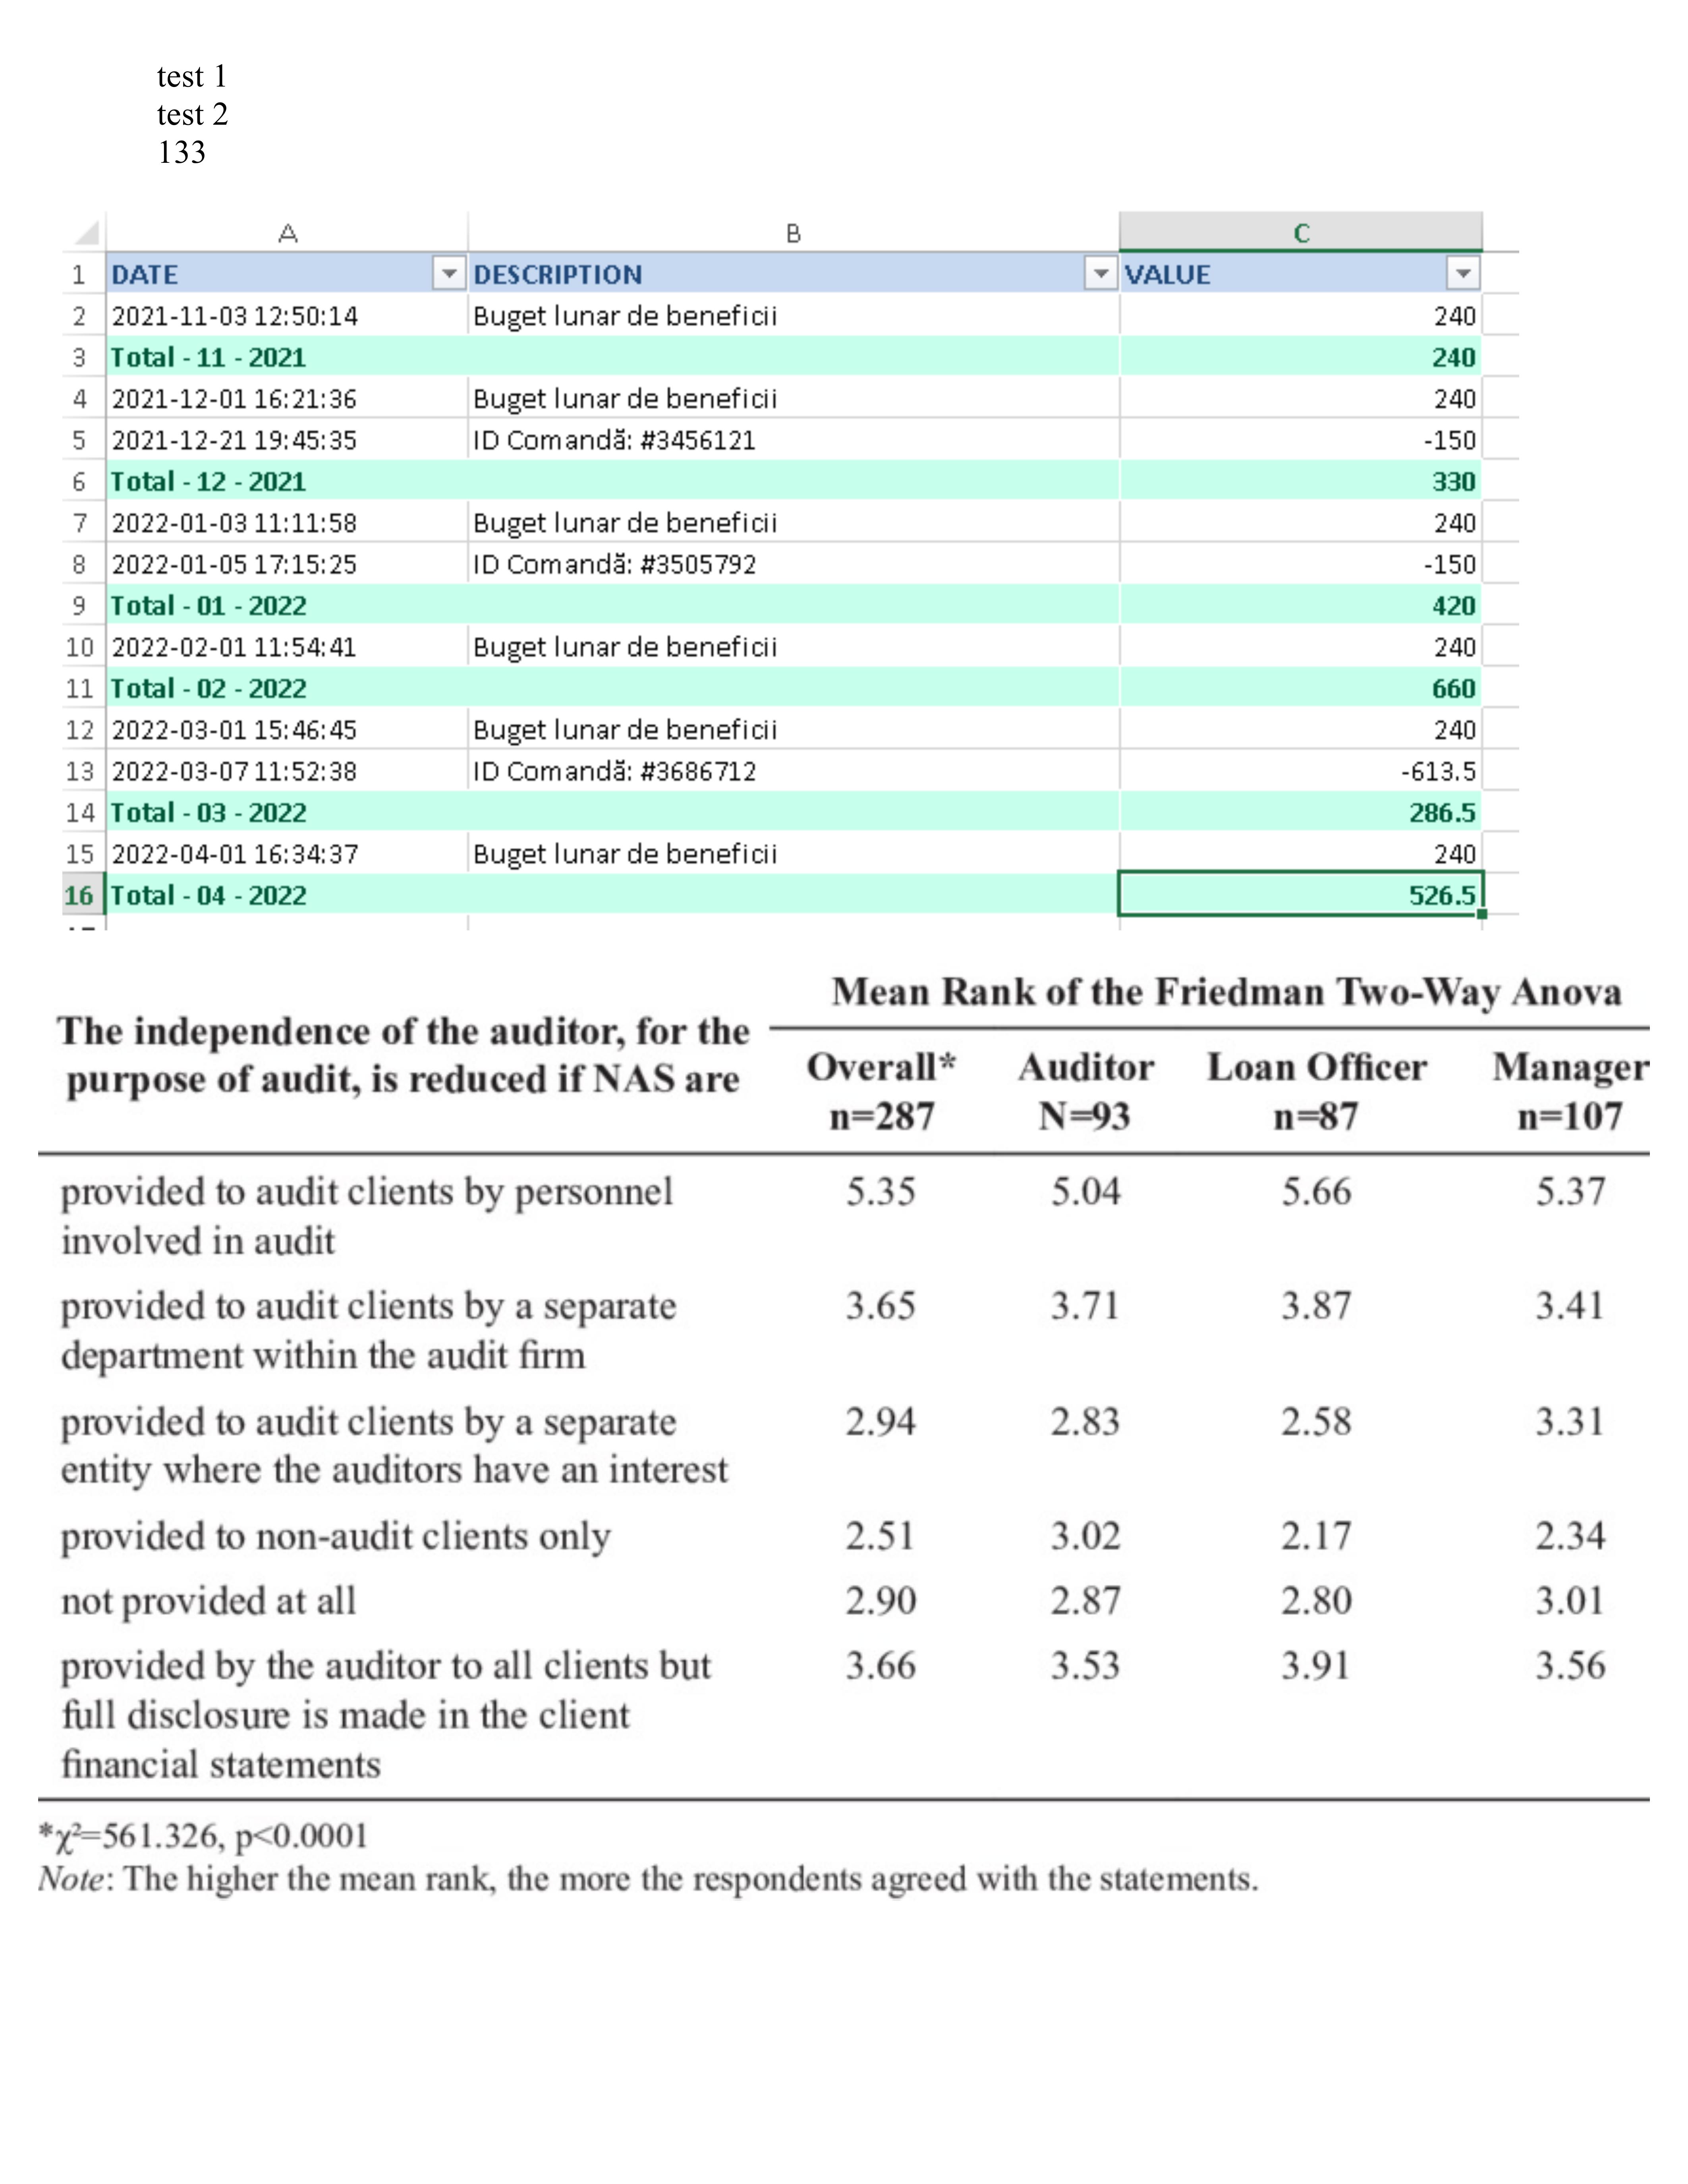 test 1
test 2
133
A B C
1 DATE DESCRIPTION VALUE
2 2021-11-03 12:50:14 Buget lunar de beneficii 240
3 Total - 11 - 2021 240
4 2021-12-01 16:21:36 Buget lunar de beneficii 240
5 2021-12-21 19:45:35 ID Comandă: #3456121 -150
6 Total - 12 - 2021 330
7 2022-01-03 11:11:58 Buget lunar de beneficii 240
8 2022-01-05 17:15:25 ID Comandă: #3505792 -150
9 Total - 01 - 2022 420
10 2022-02-01 11:54:41 Buget lunar de beneficii 240
11 Total - 02 - 2022 660
12 2022-03-01 15:46:45 Buget lunar de beneficii 240
13 2022-03-07 11:52:38 ID Comandă: #3686712 -613.5
14 Total - 03 - 2022 286.5
15 2022-04-01 16:34:37 Buget lunar de beneficii 240
16 Total - 04 - 2022 526.5
Mean Rank of the Friedman Two-Way Anova
The independence of the auditor, for the
purpose of audit, is reduced if NAS are
Overall* Auditor Loan Officer Manager
n=287 N=93 n=87 n=107
provided to audit clients by personnel 5.35 5.04 5.66 5.37
involved in audit
provided to audit clients by a separate 3.65 3.71 3.87 3.41
department within the audit firm
provided to audit clients by a separate 2.94 2.83 2.58 3.31
entity where the auditors have an interest
provided to non-audit clients only 2.51 3.02 2.17 2.34
not provided at all 2.90 2.87 2.80 3.01
provided by the auditor to all clients but 3.66 3.53 3.91 3.56
full disclosure is made in the client
financial statements
*χ²=561.326, p<0.0001
Note: The higher the mean rank, the more the respondents agreed with the statements.